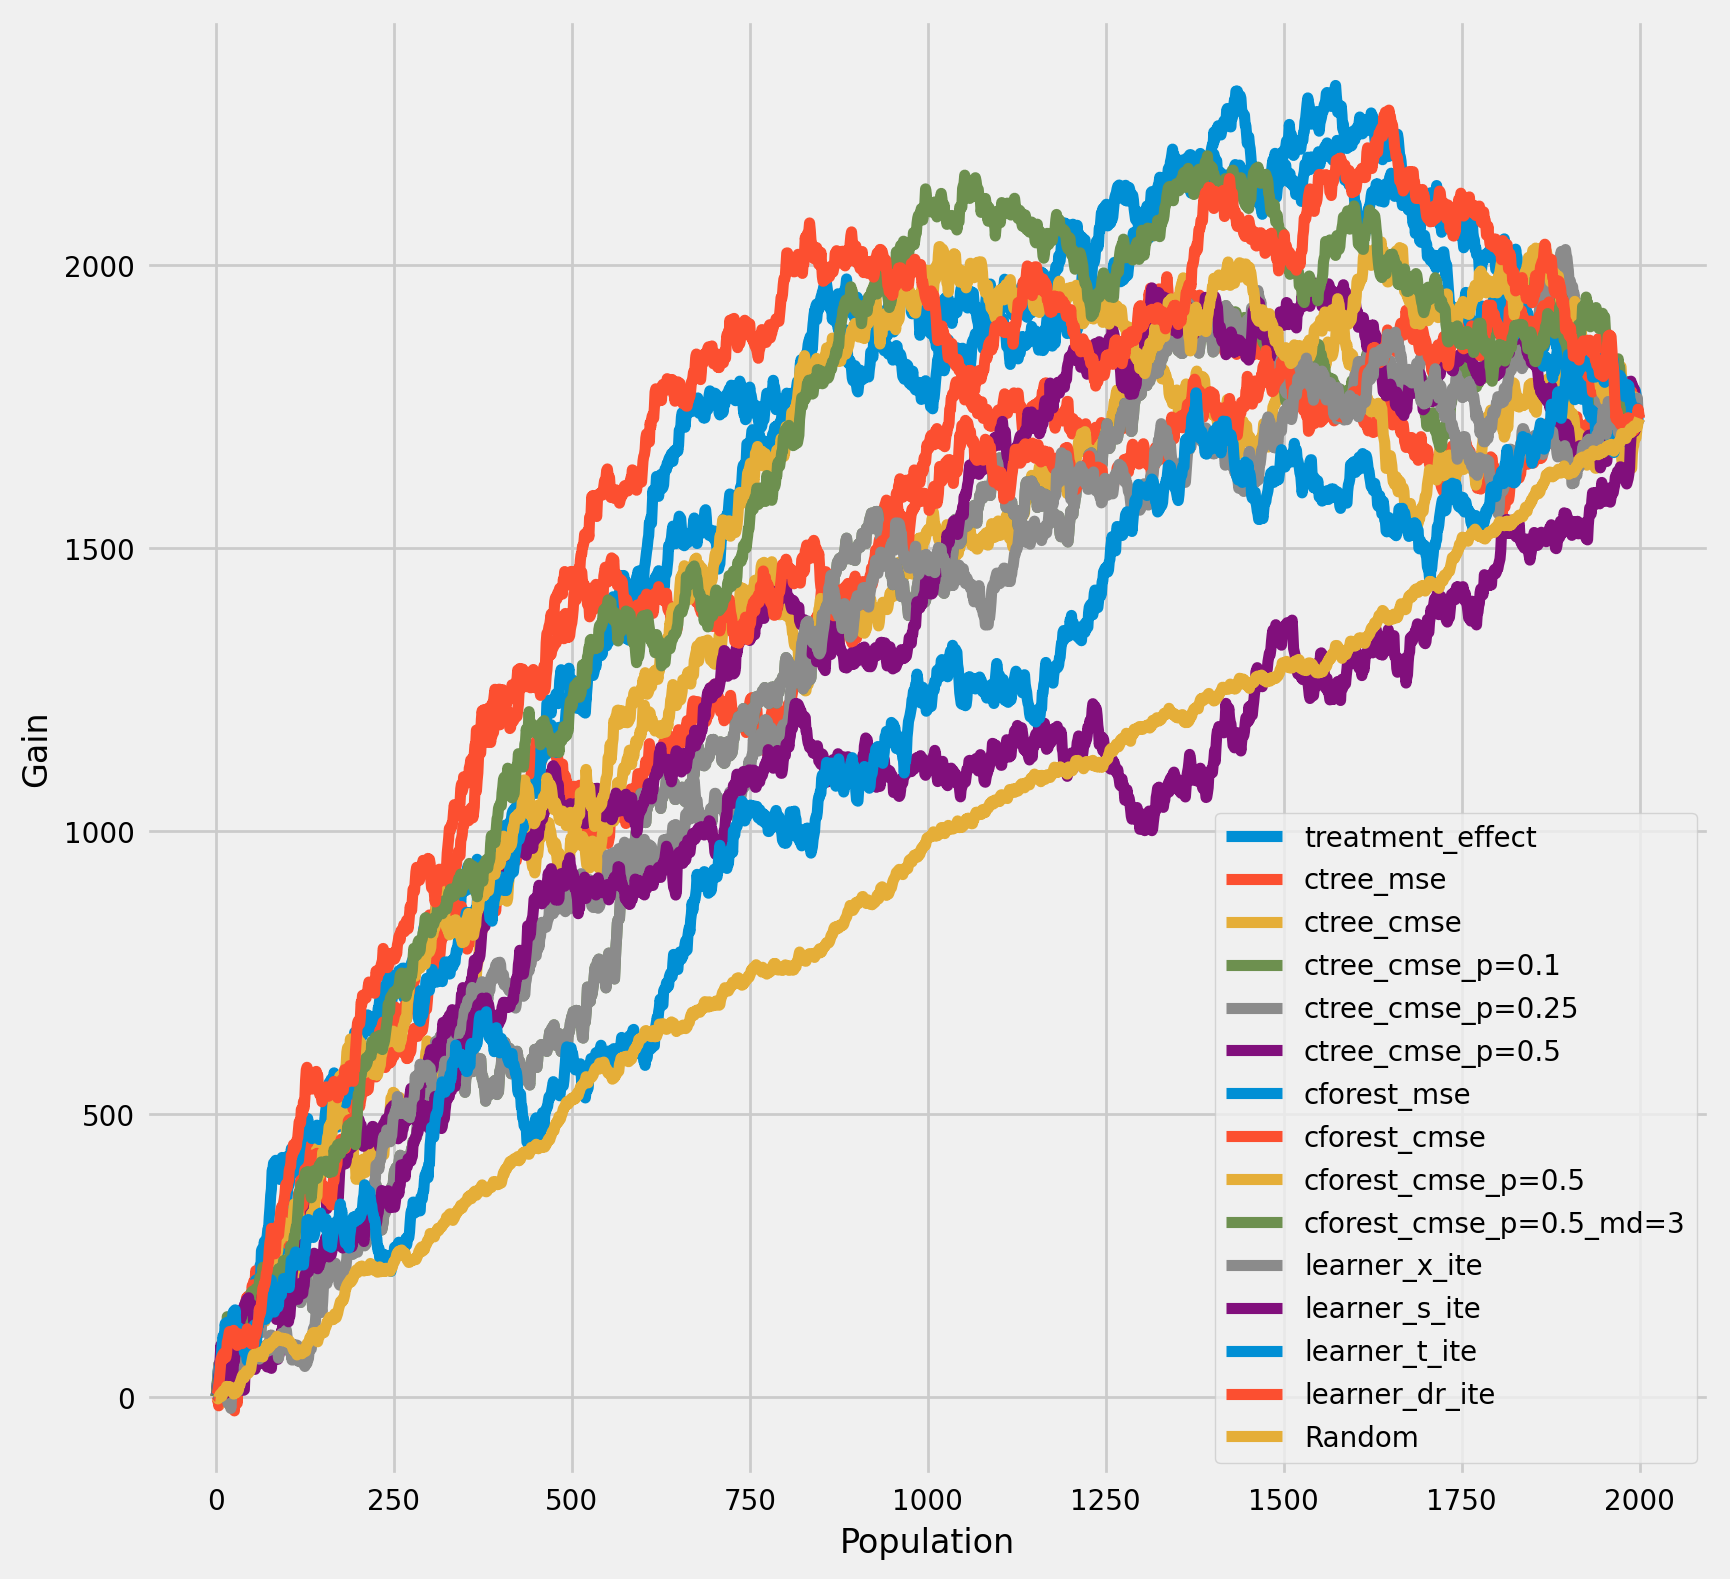 Gain
2000
1500
1000
500
0
treatment_effect
ctree_mse
ctree_cmse
ctree_cmse_p=0.1
ctree_cmse_p=0.25
ctree_cmse_p=0.5
cforest_mse
cforest_cmse
cforest_cmse_p=0.5
cforest_cmse_p=0.5_md=3
learner_x_ite
learner_s_ite
learner_t_ite
learner_dr_ite
Random
0 250 500 750 1000 1250 1500 1750 2000
Population